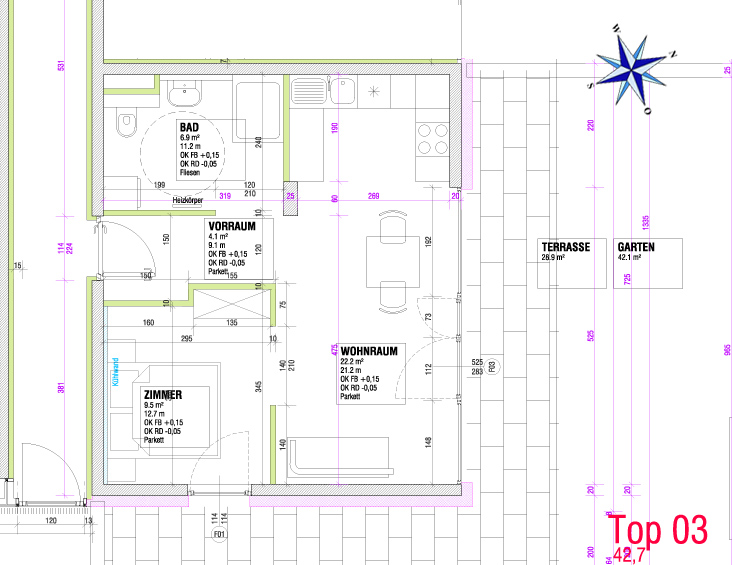 W
N
S
O
531
25
7
BAD
6.9 m²
11.2 m
OK FB +0,15
OK RD -0,05
Fliesen
240
190
220
199
120
210
319
25
60
269
20
Heizkörper
10
VORRAUM
4.1 m²
9.1 m
OK FB +0,15
OK RD -0,05
Parkett
150
120
192
1335
114
224
TERRASSE
28.9 m²
GARTEN
42.1 m²
15
150
155
725
10
10
75
160
135
73
295
10
525
475
WOHNRAUM
22.2 m²
21.2 m
OK FB +0,15
OK RD -0,05
Parkett
965
Kühlwand
140
210
112
525
283
F03
381
345
ZIMMER
9.5 m²
12.7 m
OK FB +0,15
OK RD -0,05
Parkett
140
148
20
20
120
13
114
114
F01
Top 03
42,7
200
64